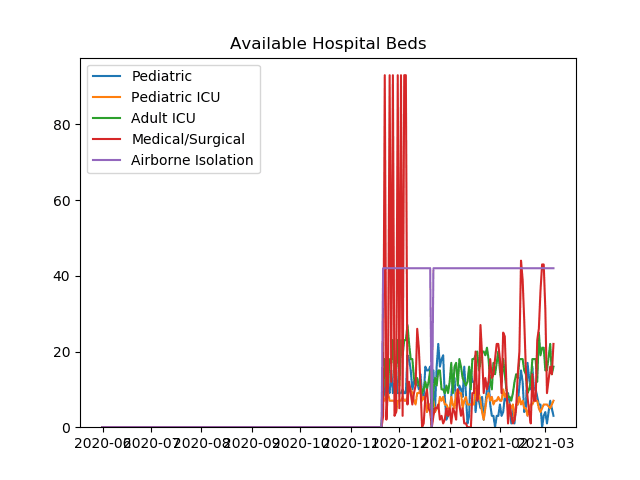 Available Hospital Beds
Pediatric
Pediatric ICU
Adult ICU
Medical/Surgical
Airborne Isolation
80
60
40
20
0
2020-06 2020-07 2020-08 2020-09 2020-10 2020-11 2020-12 2021-01 2021-02 2021-03